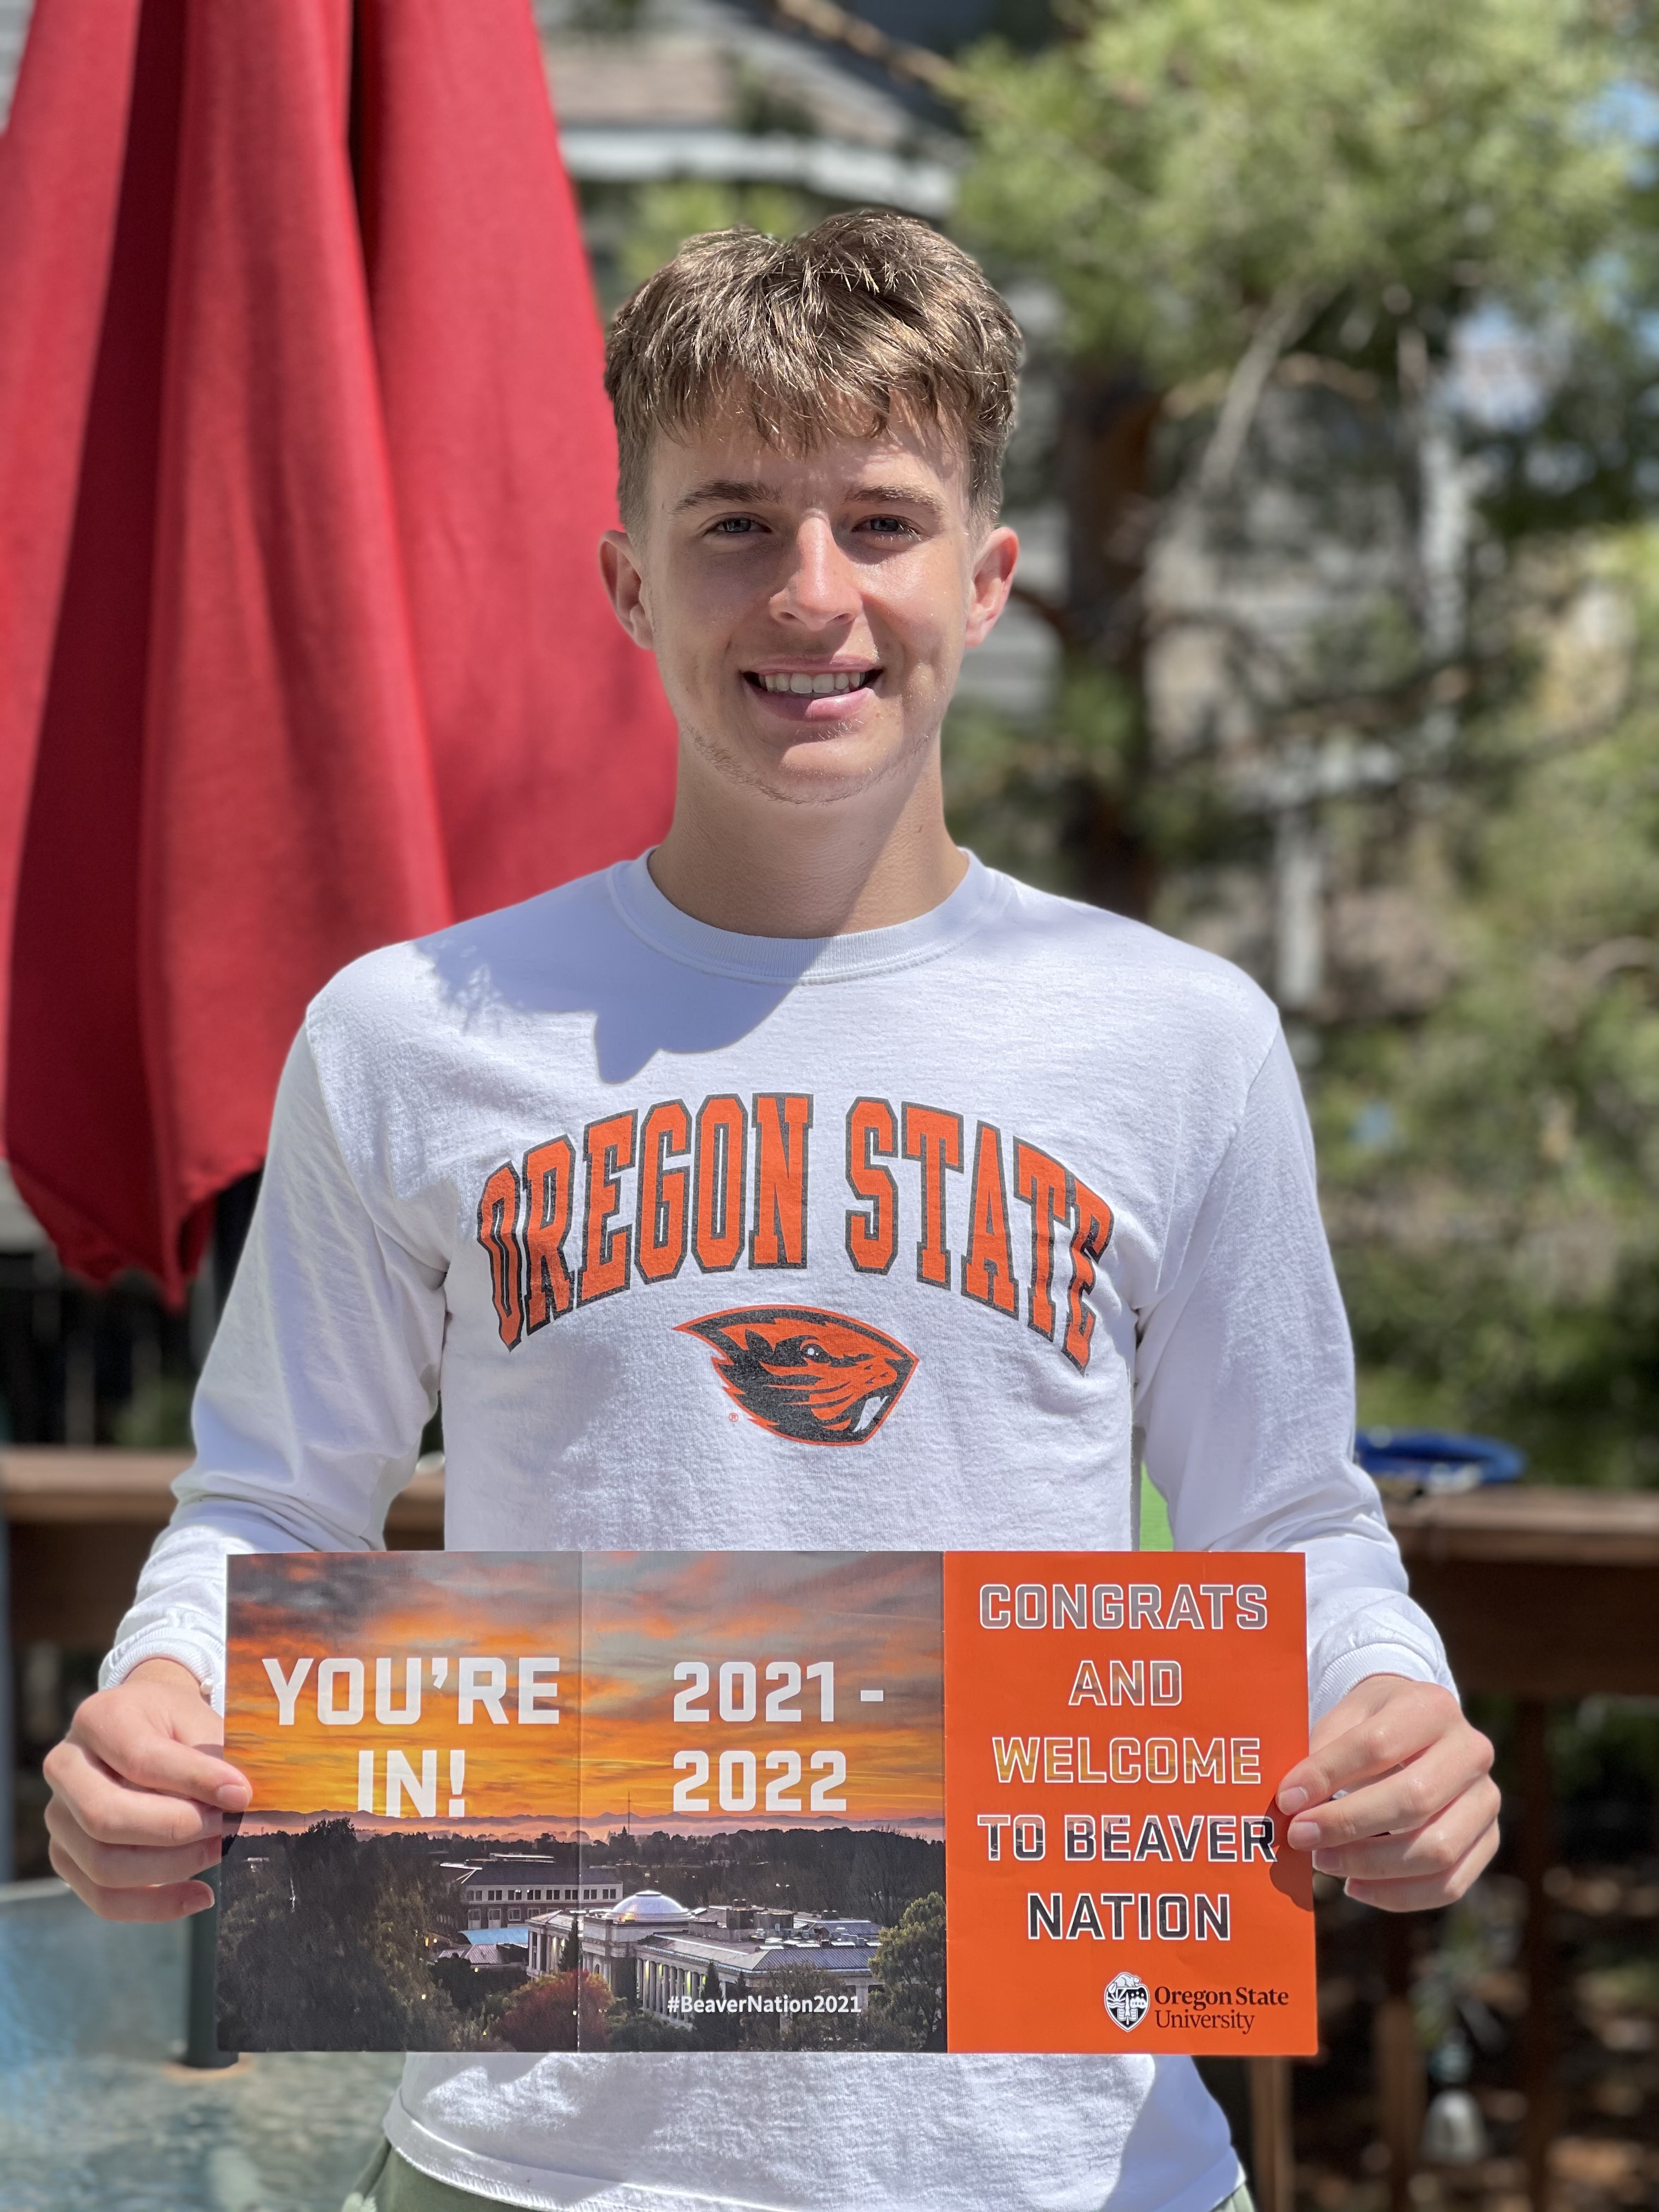 OREGON STATE
®
YOU'RE
IN!
2021 -
2022
#BeaverNation2021
CONGRATS
AND
WELCOME
TO BEAVER
NATION
Oregon State
University